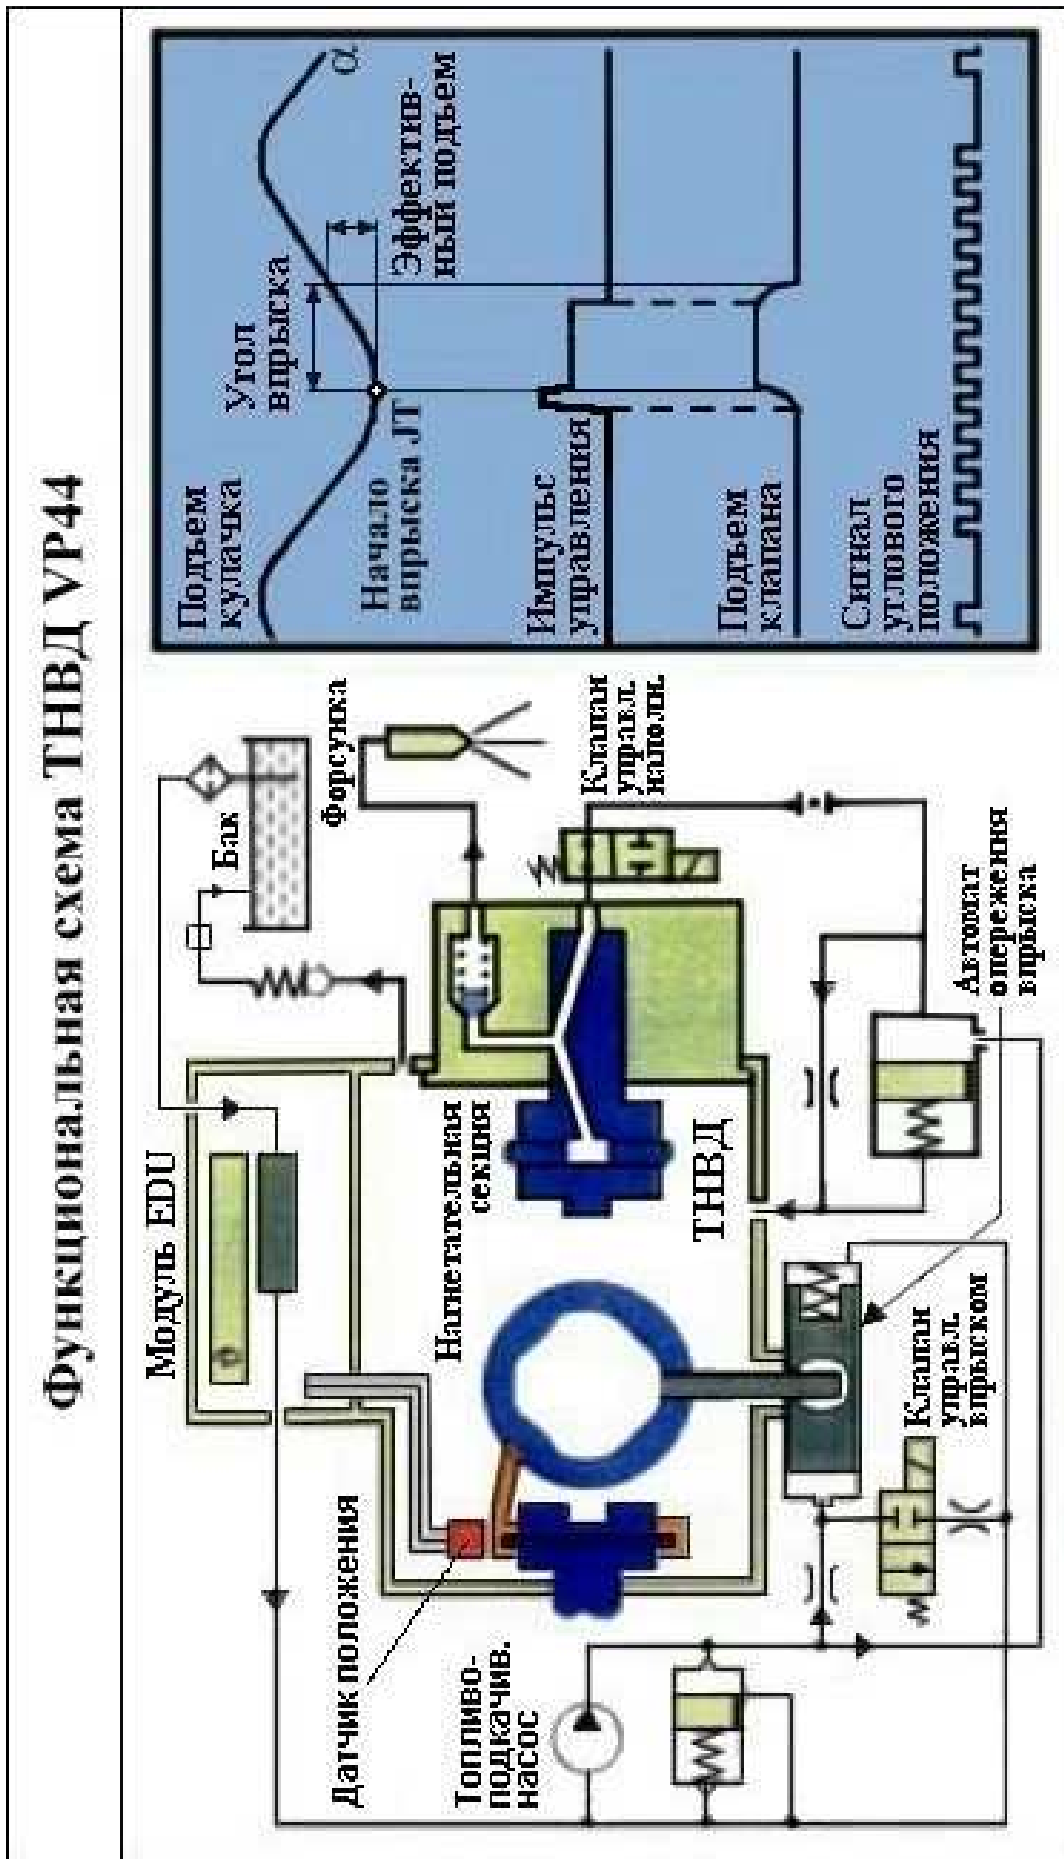 Функциональная схема ТНВД VP44
Модуль EDU
Бак
Форсунка
Датчик положения
Нагнетательная
секция
Клапан
управл.
наполн.
Топливо-
подкачив.
насос
ТНВД
Клапан
управл.
впрыском
Автомат
опережения
впрыска
Подъем
кулачка
Угол
впрыска
α
Начало
впрыска JT
Эффектив-
ный подъем
Импульс
управления
Подъем
клапана
Сигнал
углового
положения